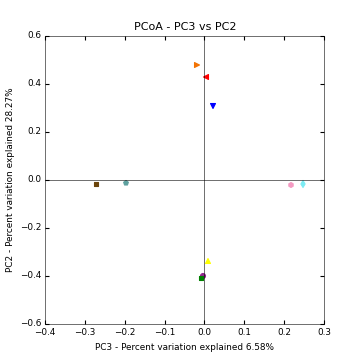 PCoA - PC3 vs PC2
0.6
0.4
0.2
0.0
−0.2
−0.4
−0.6
PC2 - Percent variation explained 28.27%
−0.4 −0.3 −0.2 −0.1 0.0 0.1 0.2 0.3
PC3 - Percent variation explained 6.58%